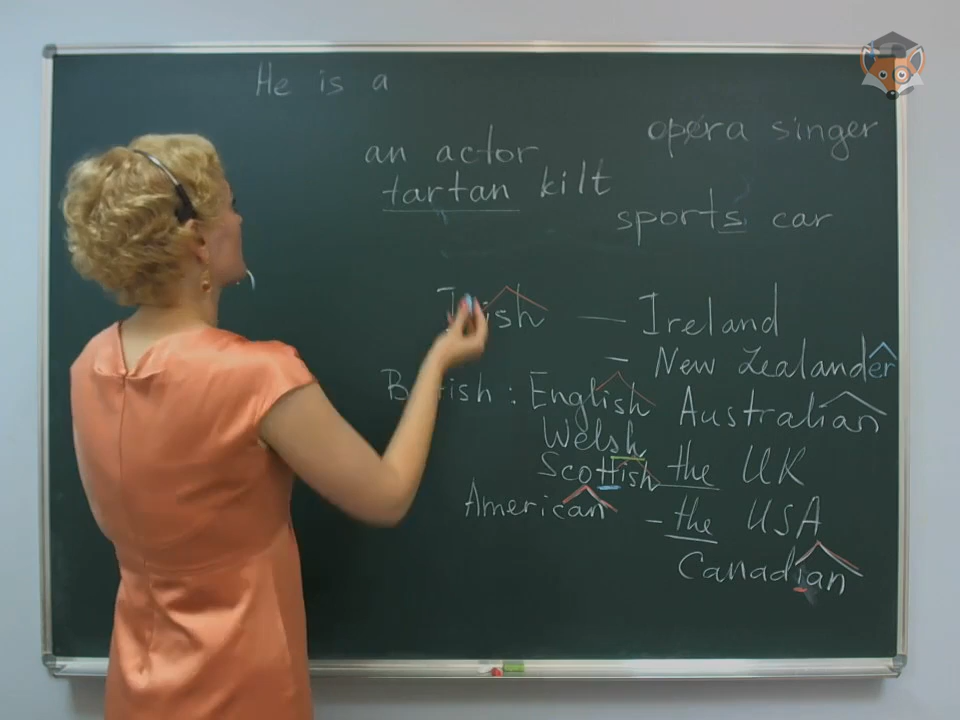 He is a
opera singer
an actor
tartan kilt
sports car
Irish — Ireland
– New Zealander
British : English Australian
Welsh
Scottish the UK
American – the USA
Canadian